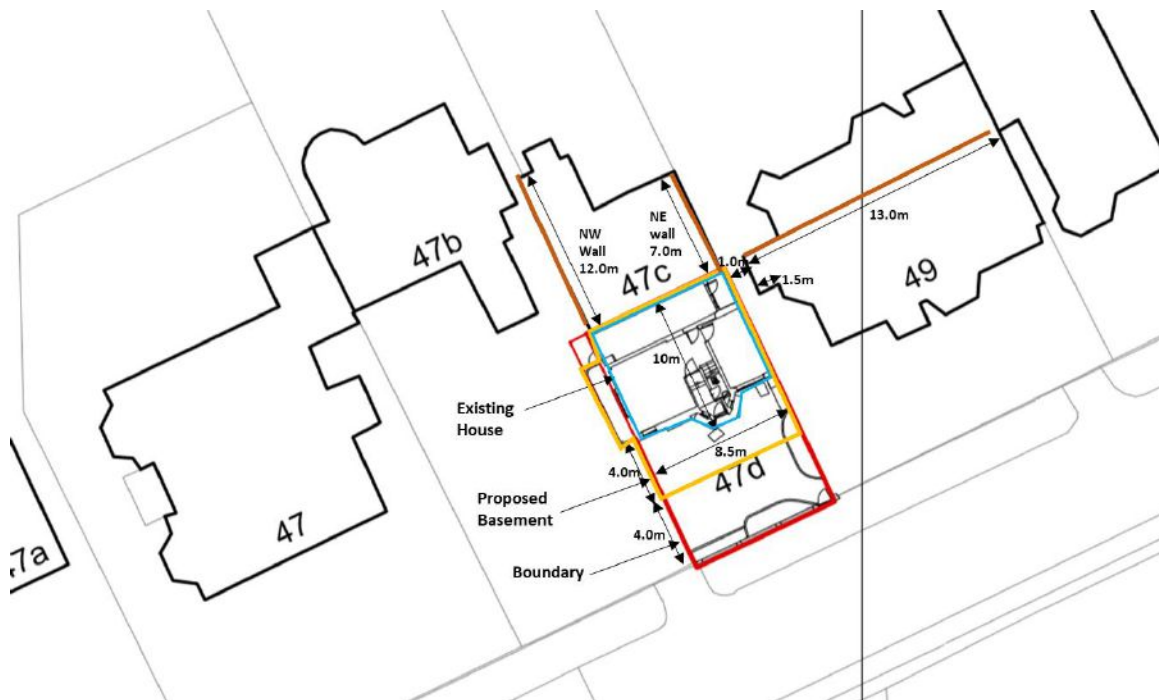 NW
Wall
12.0m
NE
wall
7.0m
1.0m
13.0m
1.5m
49
47b
47c
10m
Existing
House
8.5m
4.0m
47d
Proposed
Basement
47
4.0m
Boundary
7a